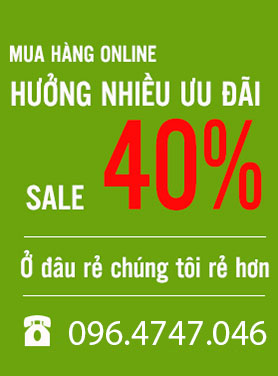 MUA HÀNG ONLINE
HƯỞNG NHIỀU ƯU ĐÃI
SALE 40%
Ở đâu rẻ chúng tôi rẻ hơn
☎ 096.4747.046